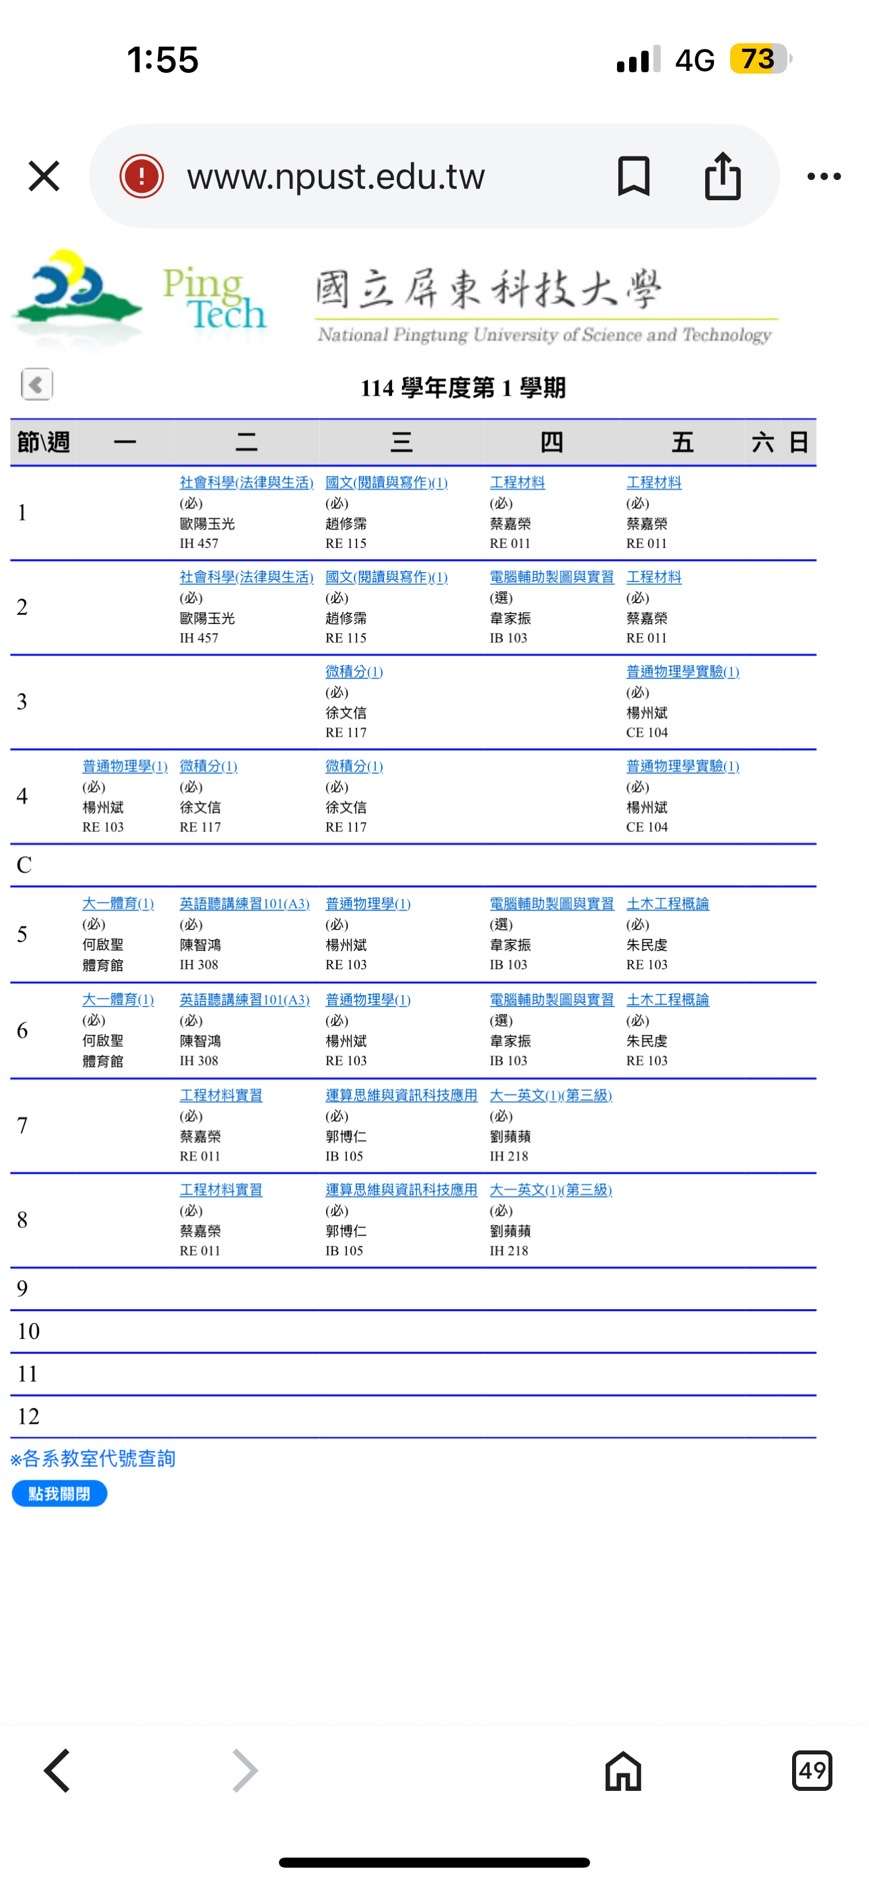 1:55
4G
73
www.npust.edu.tw
Ping
Tech
國立屏東科技大學
National Pingtung University of Science and Technology
114 學年度第 1 學期
節\週 一 二 三 四 五 六 日
1
社會科學(法律與生活)
(必)
歐陽玉光
IH 457
國文(閱讀與寫作)(1)
(必)
趙修霈
RE 115
工程材料
(必)
蔡嘉榮
RE 011
工程材料
(必)
蔡嘉榮
RE 011
2
社會科學(法律與生活)
(必)
歐陽玉光
IH 457
國文(閱讀與寫作)(1)
(必)
趙修霈
RE 115
電腦輔助製圖與實習
(選)
韋家振
IB 103
工程材料
(必)
蔡嘉榮
RE 011
3
微積分(1)
(必)
徐文信
RE 117
普通物理學實驗(1)
(必)
楊州斌
CE 104
4
普通物理學(1)
(必)
楊州斌
RE 103
微積分(1)
(必)
徐文信
RE 117
微積分(1)
(必)
徐文信
RE 117
普通物理學實驗(1)
(必)
楊州斌
CE 104
C
5
大一體育(1)
(必)
何啟聖
體育館
英語聽講練習101(A3)
(必)
陳智鴻
IH 308
普通物理學(1)
(必)
楊州斌
RE 103
電腦輔助製圖與實習
(選)
韋家振
IB 103
土木工程概論
(必)
朱民虔
RE 103
6
大一體育(1)
(必)
何啟聖
體育館
英語聽講練習101(A3)
(必)
陳智鴻
IH 308
普通物理學(1)
(必)
楊州斌
RE 103
電腦輔助製圖與實習
(選)
韋家振
IB 103
土木工程概論
(必)
朱民虔
RE 103
7
工程材料實習
(必)
蔡嘉榮
RE 011
運算思維與資訊科技應用
(必)
郭博仁
IB 105
大一英文(1)(第三級)
(必)
劉蘋蘋
IH 218
8
工程材料實習
(必)
蔡嘉榮
RE 011
運算思維與資訊科技應用
(必)
郭博仁
IB 105
大一英文(1)(第三級)
(必)
劉蘋蘋
IH 218
9
10
11
12
※各系教室代號查詢
點我關閉
49